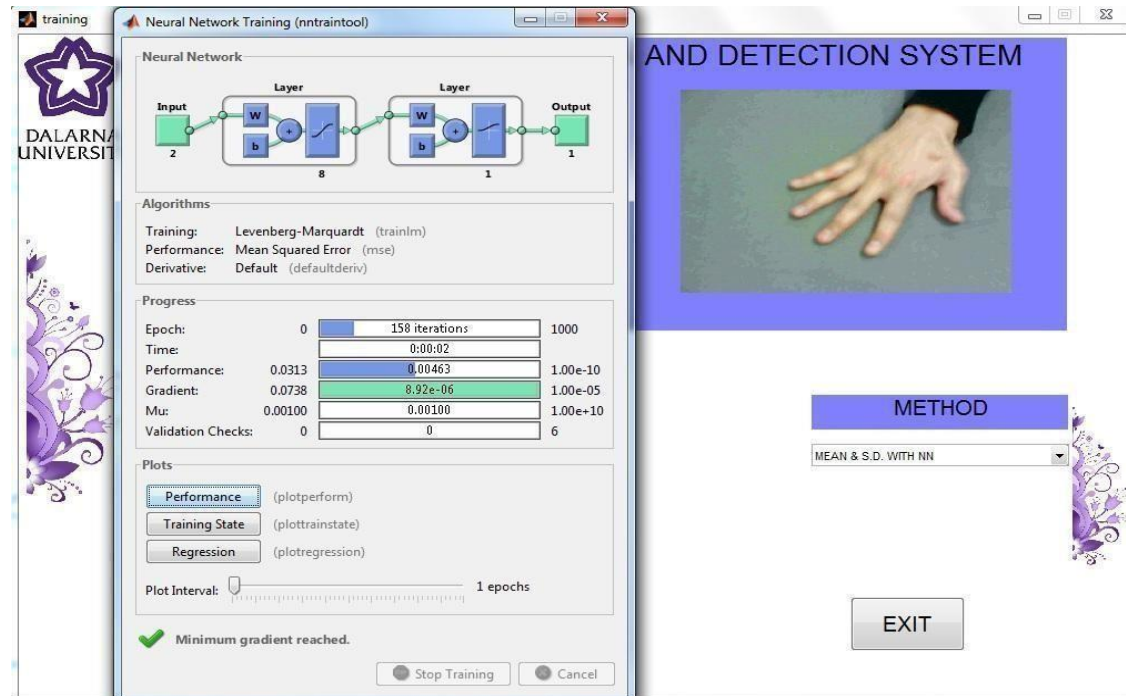 training
DALARNA
UNIVERSIT
Neural Network Training (nntraintool)
Neural Network
Layer
Layer
Input
W
b
+
W
b
+
Output
2
8
1
1
Algorithms
Training: Levenberg-Marquardt (trainlm)
Performance: Mean Squared Error (mse)
Derivative: Default (defaultderiv)
Progress
Epoch: 0 158 iterations 1000
Time: 0:00:02
Performance: 0.0313 0.00463 1.00e-10
Gradient: 0.0738 8.92e-06 1.00e-05
Mu: 0.00100 0.00100 1.00e+10
Validation Checks: 0 0 6
Plots
Performance (plotperform)
Training State (plottrainstate)
Regression (plotregression)
Plot Interval: 1 epochs
Minimum gradient reached.
Stop Training Cancel
AND DETECTION SYSTEM
METHOD
MEAN & S.D. WITH NN
EXIT